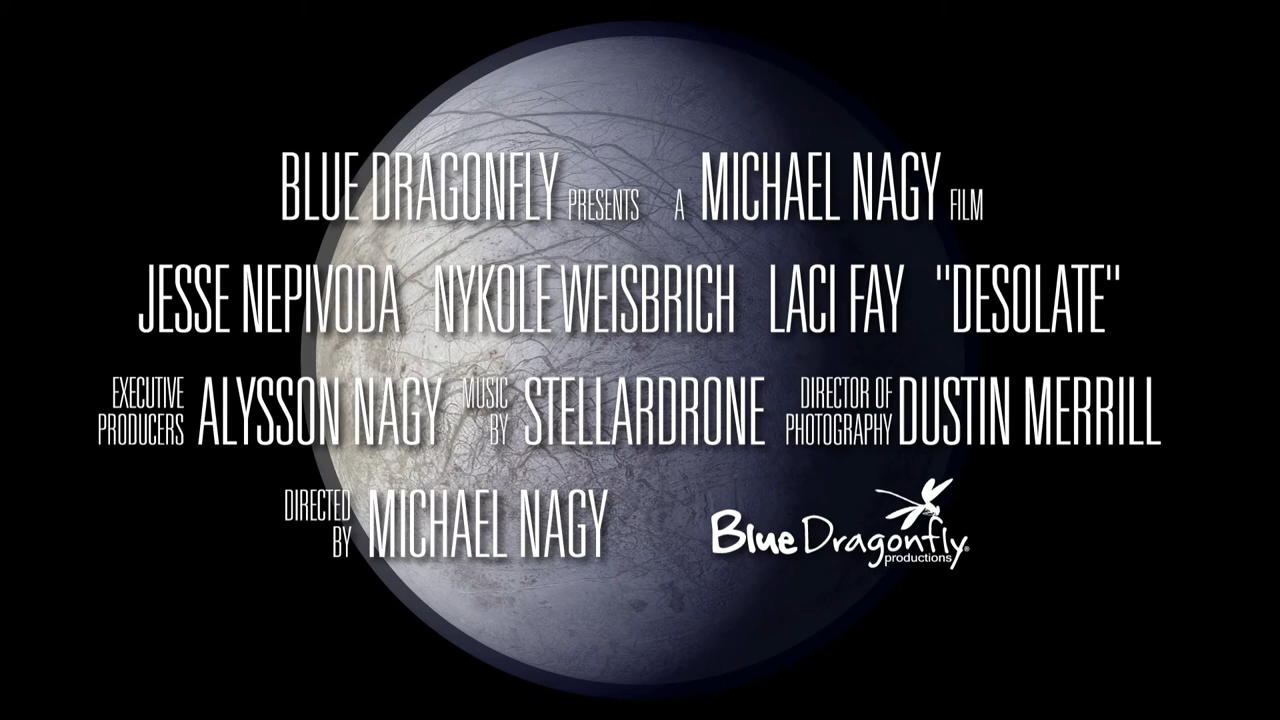 BLUE DRAGONFLY PRESENTS A MICHAEL NAGY FILM
JESSE NEPIVODA NYKOLE WEISBRICH LACI FAY "DESOLATE"
EXECUTIVE PRODUCERS ALYSSON NAGY MUSIC BY STELLARDRONE DIRECTOR OF PHOTOGRAPHY DUSTIN MERRILL
DIRECTED BY MICHAEL NAGY
Blue Dragonfly®
productions